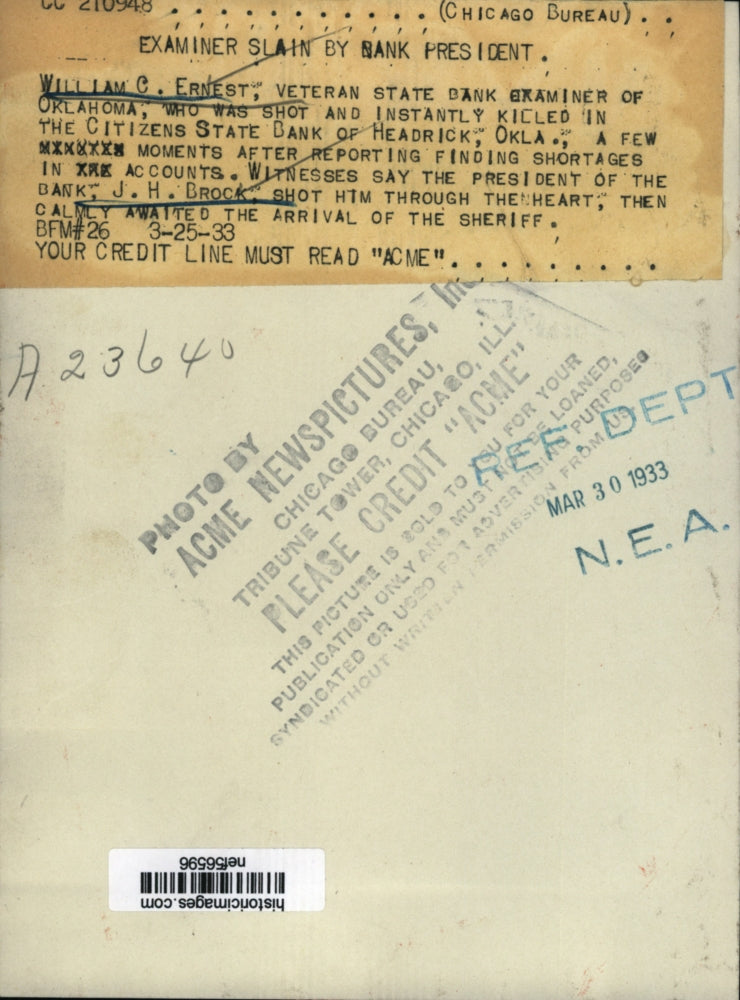 CC 210948 . . . . . . . . . . . (CHICAGO BUREAU) . .
EXAMINER SLAIN BY BANK PRESIDENT.
WILLIAM C. ERNEST, VETERAN STATE BANK EXAMINER OF
OKLAHOMA, WHO WAS SHOT AND INSTANTLY KILLED IN
THE CITIZENS STATE BANK OF HEADRICK, OKLA., A FEW
MOMENTS AFTER REPORTING FINDING SHORTAGES
IN ACCOUNTS. WITNESSES SAY THE PRESIDENT OF THE
BANK, J. H. BROCK, SHOT HIM THROUGH THE HEART, THEN
CALMLY AWAITED THE ARRIVAL OF THE SHERIFF.
BFM#26 3-25-33
YOUR CREDIT LINE MUST READ "ACME". . . . . . . . . .
A23640
PHOTO BY
ACME NEWSPICTURES, Inc.
CHICAGO BUREAU,
TRIBUNE TOWER, CHICAGO, ILL.
PLEASE CREDIT "ACME"
THIS PICTURE IS SOLD TO YOU FOR YOUR
PUBLICATION ONLY AND MUST NOT BE LOANED,
SYNDICATED OR USED FOR ADVERTISING PURPOSES
WITHOUT WRITTEN PERMISSION FROM US
REF. DEPT
MAR 30 1933
N.E.A.
historicimages.com
nef56596